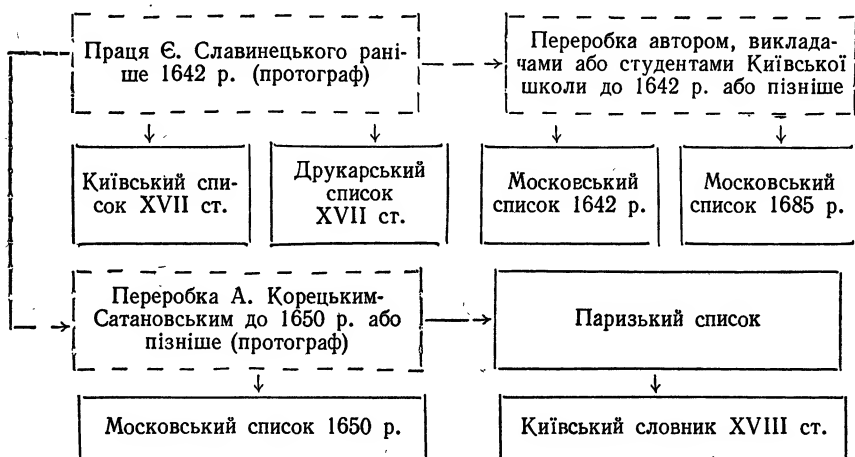 Праця Є. Славинецького рані-
ше 1642 р. (протограф)
Переробка автором, виклада-
чами або студентами Київської
школи до 1642 р. або пізніше
Київський спи-
сок XVII ст.
Друкарський
список
XVII ст.
Московський
список 1642 р.
Московський
список 1685 р.
Переробка А. Корецьким-
Сатановським до 1650 р. або
пізніше (протограф)
Паризький список
Московський список 1650 р.
Київський словник XVIII ст.